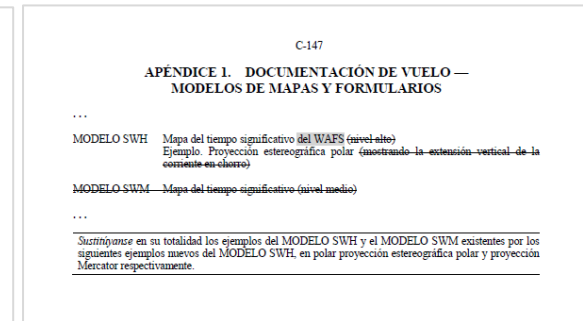 C-147
APÉNDICE 1. DOCUMENTACIÓN DE VUELO —
MODELOS DE MAPAS Y FORMULARIOS
. . .
MODELO SWH Mapa del tiempo significativo del WAFS (nivel alto)
Ejemplo. Proyección estereográfica polar (mostrando la extensión vertical de la
corriente en chorro)
MODELO SWM Mapa del tiempo significativo (nivel medio)
. . .
Sustitúyanse en su totalidad los ejemplos del MODELO SWH y el MODELO SWM existentes por los
siguientes ejemplos nuevos del MODELO SWH, en polar proyección estereográfica polar y proyección
Mercator respectivamente.